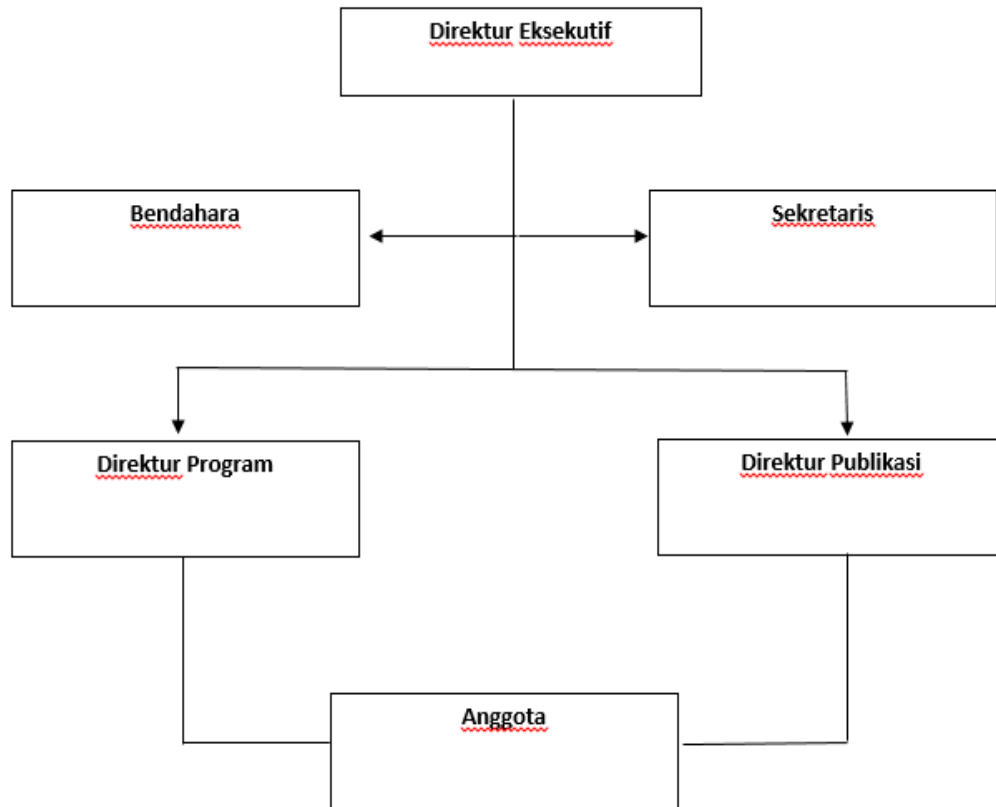 Direktur Eksekutif
Bendahara
Sekretaris
Direktur Program
Direktur Publikasi
Anggota